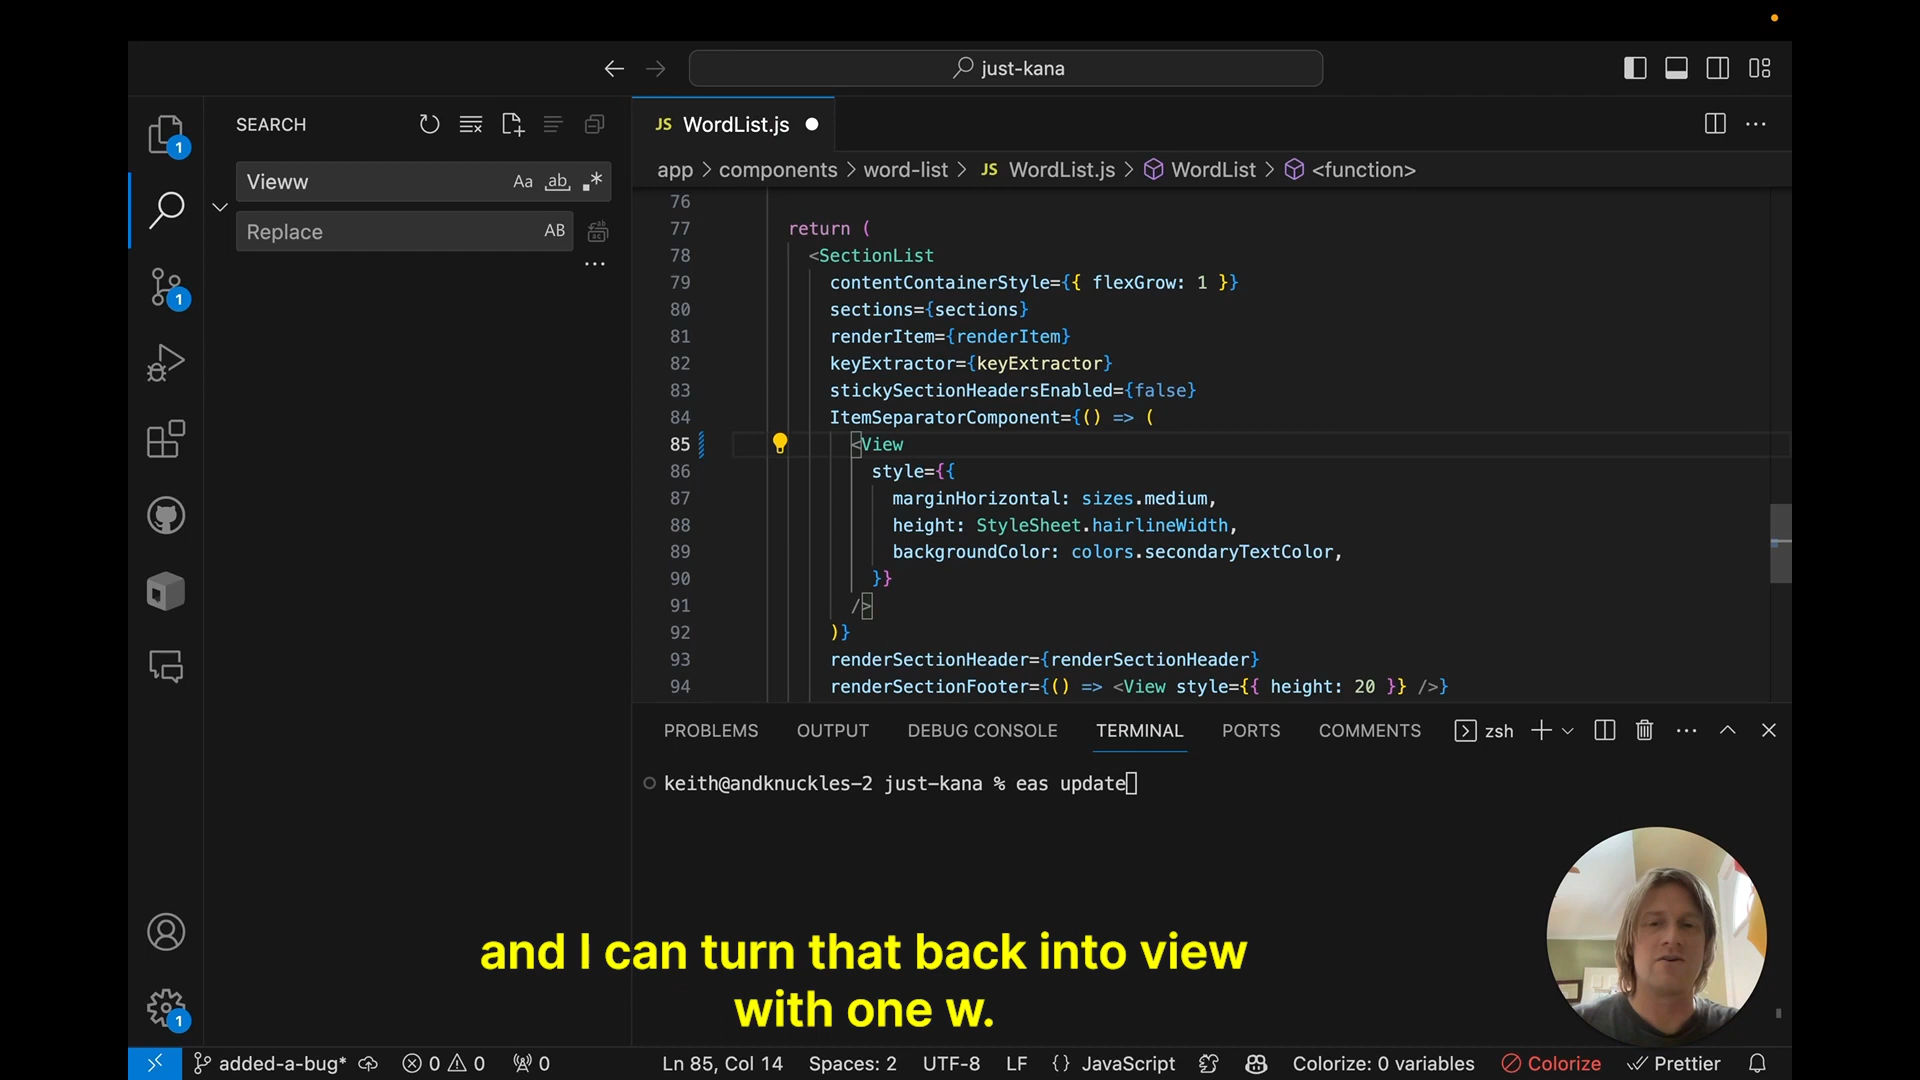 just-kana
SEARCH
JS WordList.js
Vieww Aa ab
Replace AB
app > components > word-list > JS WordList.js > WordList > <function>
76
77 return (
78 <SectionList
79 contentContainerStyle={{ flexGrow: 1 }}
80 sections={sections}
81 renderItem={renderItem}
82 keyExtractor={keyExtractor}
83 stickySectionHeadersEnabled={false}
84 ItemSeparatorComponent={() => (
85 <View
86 style={{
87 marginHorizontal: sizes.medium,
88 height: StyleSheet.hairlineWidth,
89 backgroundColor: colors.secondaryTextColor,
90 }}
91 />
92 )}
93 renderSectionHeader={renderSectionHeader}
94 renderSectionFooter={() => <View style={{ height: 20 }} />}
1
1
PROBLEMS OUTPUT DEBUG CONSOLE TERMINAL PORTS COMMENTS zsh
keith@andknuckles-2 just-kana % eas update
and I can turn that back into view
with one w.
1
added-a-bug* 0 0 0 Ln 85, Col 14 Spaces: 2 UTF-8 LF {} JavaScript Colorize: 0 variables Colorize Prettier